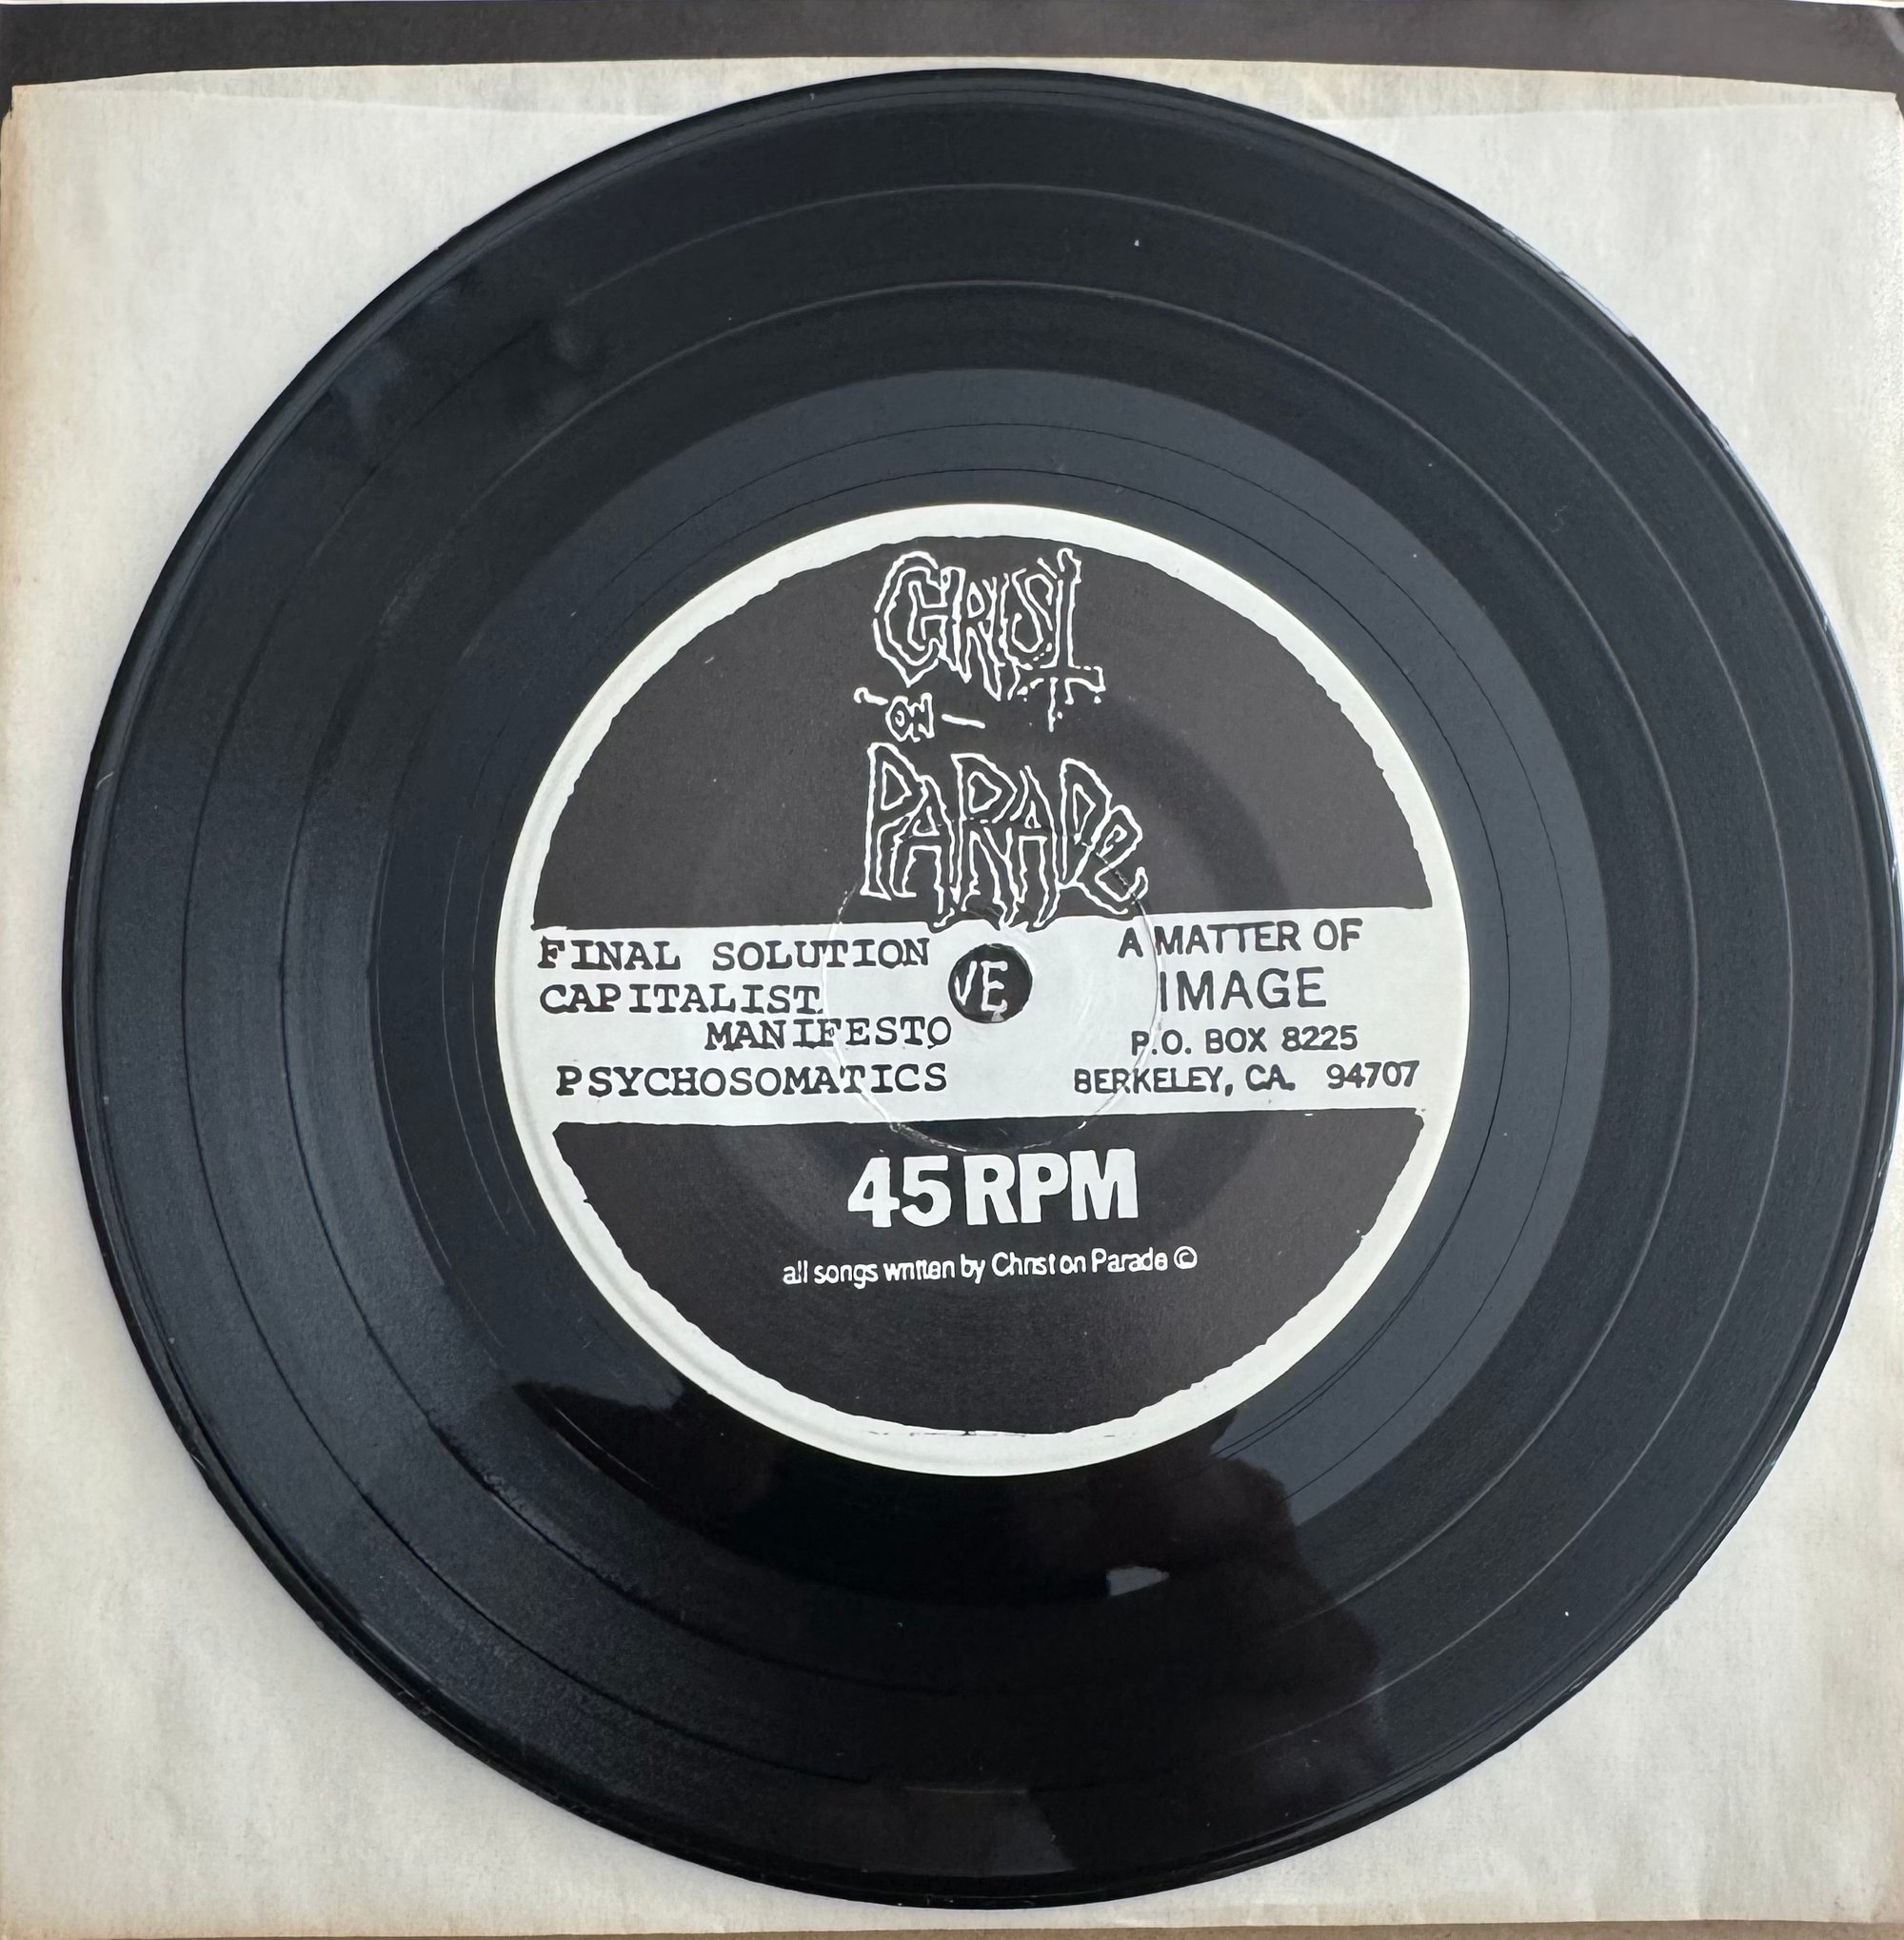 CHRIST
ON
PARADE
FINAL SOLUTION
CAPITALIST
MANIFESTO
PSYCHOSOMATICS
VE
A MATTER OF
IMAGE
P.O. BOX 8225
BERKELEY, CA. 94707
45 RPM
all songs written by Christ on Parade ©